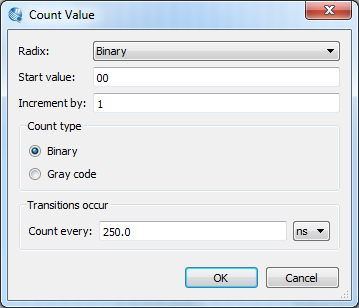 Count Value
Radix: Binary
Start value: 00
Increment by: 1
Count type
Binary
Gray code
Transitions occur
Count every: 250.0 ns
OK Cancel